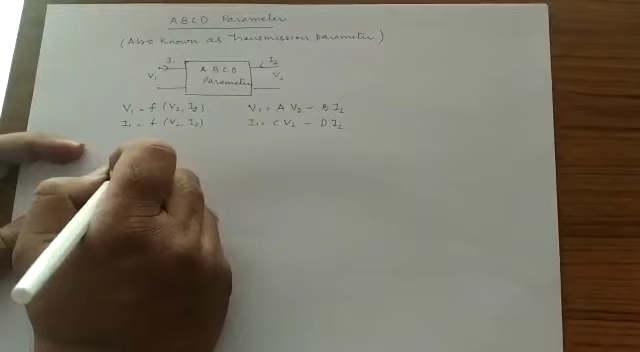 ABCD Parameter
(Also known as Transmission parameter)
I₁ A B C D I₂
V₁ Parameter V₂
V₁ = f (V₂, I₂) V₁ = A V₂ - B I₂
I₁ = f (V₂, I₂) I₁ = C V₂ - D I₂